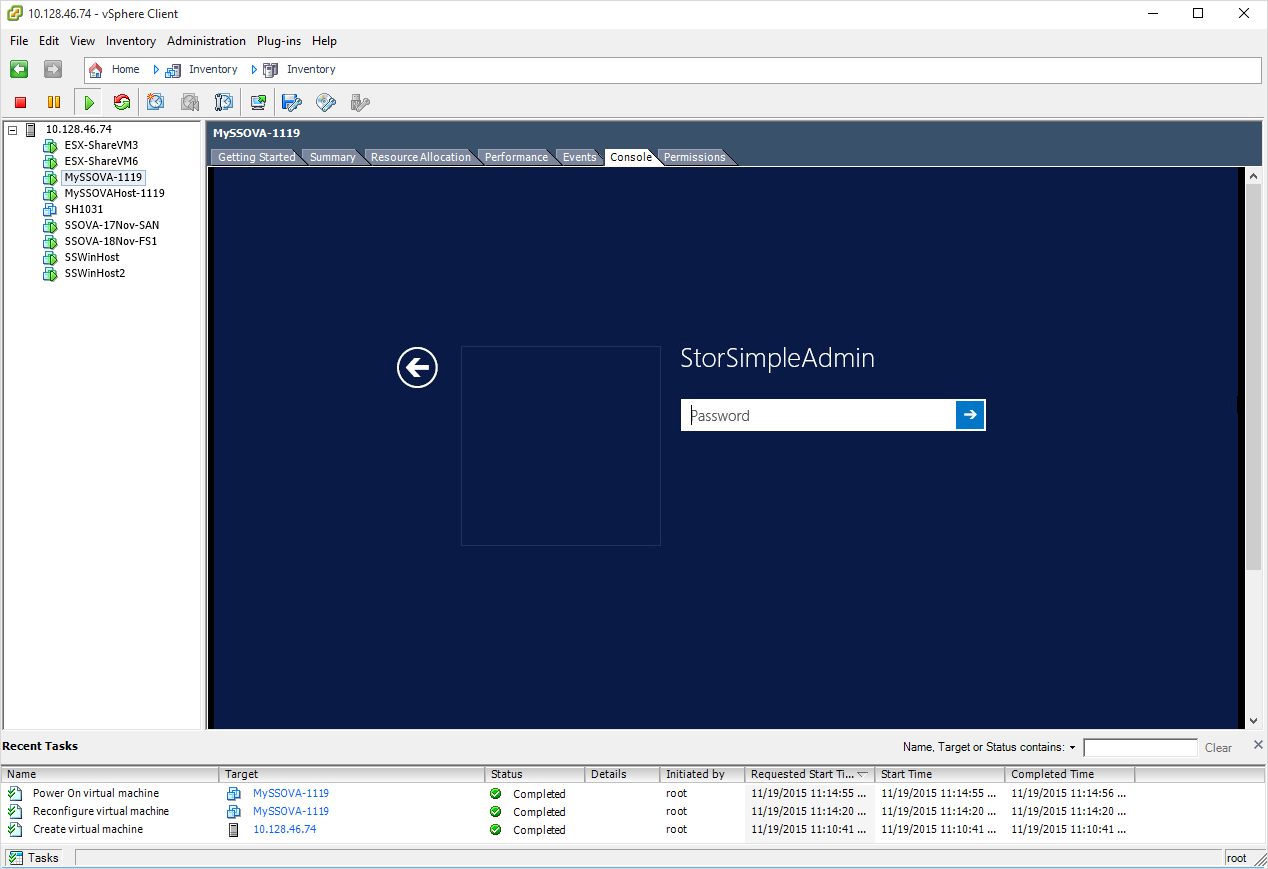 10.128.46.74 - vSphere Client
File Edit View Inventory Administration Plug-ins Help
Home Inventory Inventory
10.128.46.74
ESX-ShareVM3
ESX-ShareVM6
MySSOVA-1119
MySSOVAHost-1119
SH1031
SSOVA-17Nov-SAN
SSOVA-18Nov-FS1
SSWinHost
SSWinHost2
MySSOVA-1119
Getting Started Summary Resource Allocation Performance Events Console Permissions
StorSimpleAdmin
Password
Recent Tasks Name, Target or Status contains: Clear
Name Target Status Details Initiated by Requested Start Ti... Start Time Completed Time
Power On virtual machine MySSOVA-1119 Completed root 11/19/2015 11:14:55 ... 11/19/2015 11:14:55 ... 11/19/2015 11:14:56 ...
Reconfigure virtual machine MySSOVA-1119 Completed root 11/19/2015 11:14:20 ... 11/19/2015 11:14:20 ... 11/19/2015 11:14:20 ...
Create virtual machine 10.128.46.74 Completed root 11/19/2015 11:10:41 ... 11/19/2015 11:10:41 ... 11/19/2015 11:10:41 ...
Tasks root